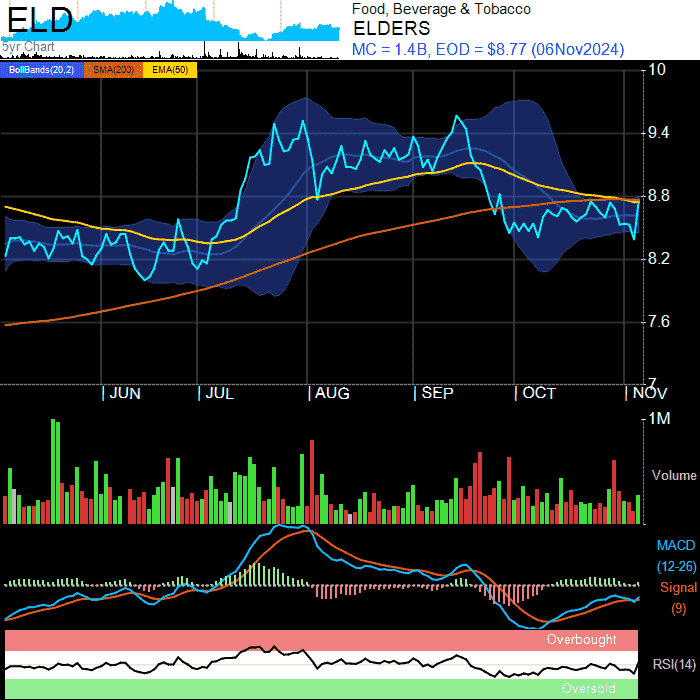 ELD
5yr Chart
Food, Beverage & Tobacco
ELDERS
MC = 1.4B, EOD = $8.77 (06Nov2024)
BollBands(20,2) SMA(200) EMA(50)
10
9.4
8.8
8.2
7.6
7
JUN JUL AUG SEP OCT NOV
1M
Volume
MACD
(12-26)
Signal
(9)
Overbought
RSI(14)
Oversold